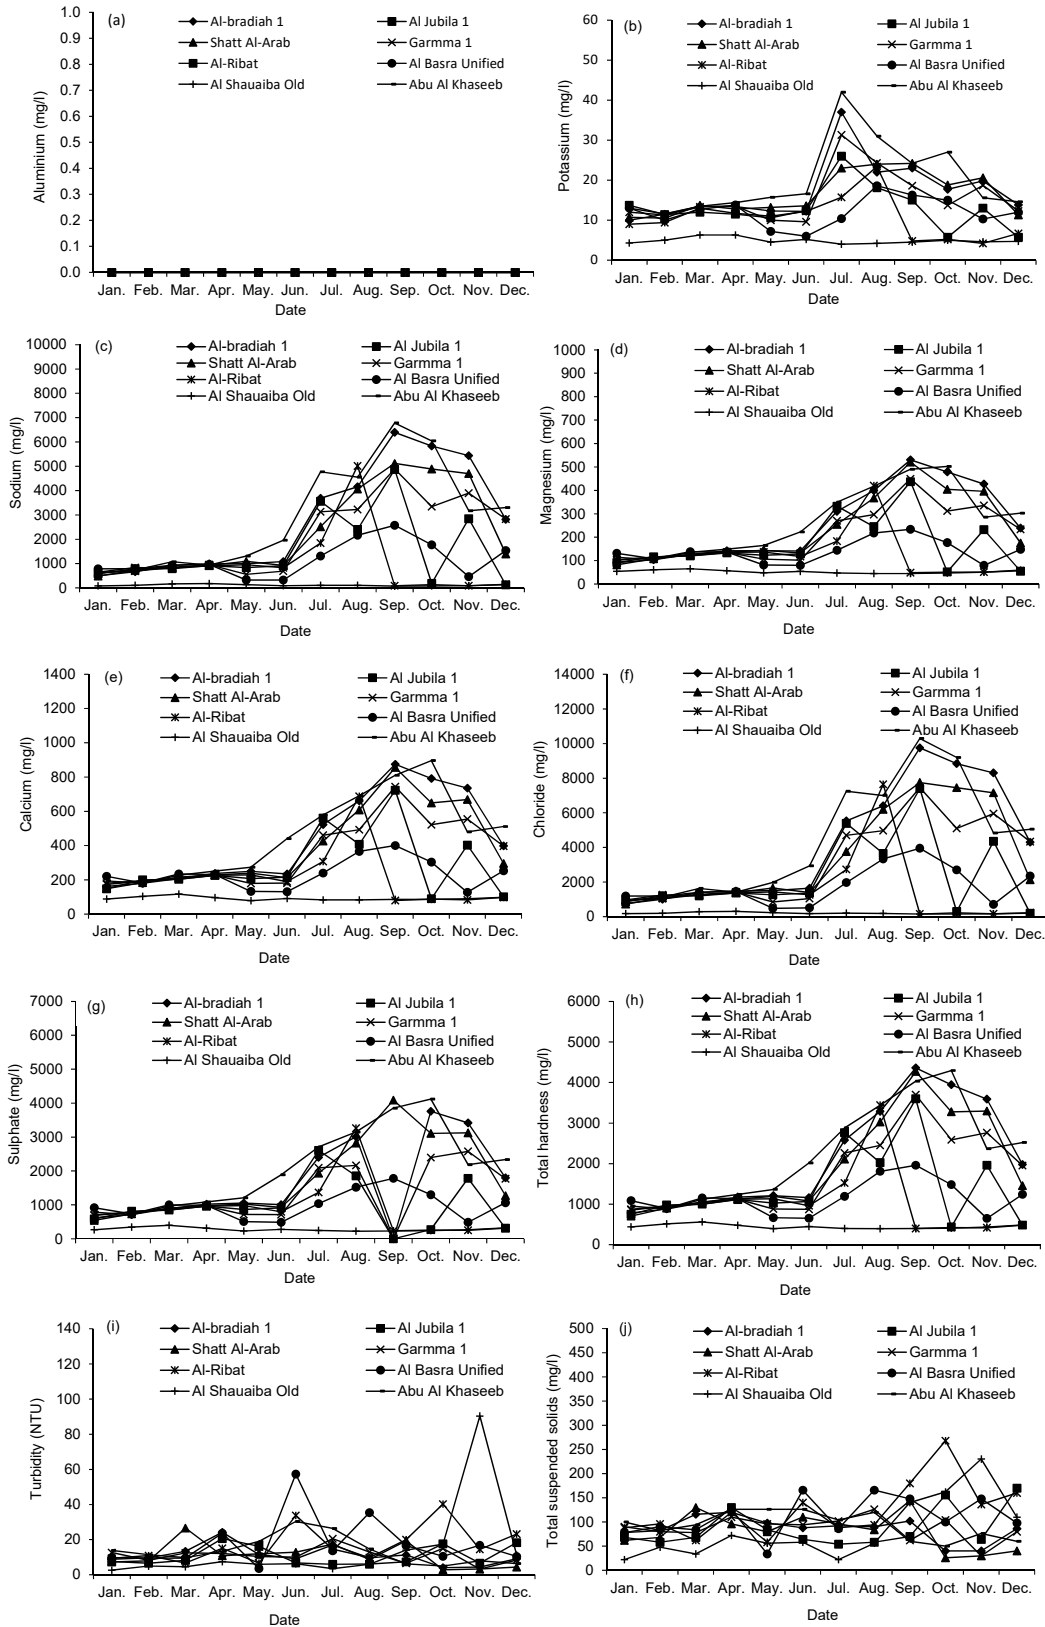 (a)
Al-bradiah 1
Al Jubila 1
Shatt Al-Arab
Garmma 1
Al-Ribat
Al Basra Unified
Al Shauaiba Old
Abu Al Khaseeb
1.0
0.9
0.8
0.7
0.6
0.5
0.4
0.3
0.2
0.1
0.0
Aluminium (mg/l)
Jan. Feb. Mar. Apr. May. Jun. Jul. Aug. Sep. Oct. Nov. Dec.
Date
(b)
Al-bradiah 1
Al Jubila 1
Shatt Al-Arab
Garmma 1
Al-Ribat
Al Basra Unified
Al Shauaiba Old
Abu Al Khaseeb
60
50
40
30
20
10
0
Potassium (mg/l)
Jan. Feb. Mar. Apr. May. Jun. Jul. Aug. Sep. Oct. Nov. Dec.
Date
(c)
Al-bradiah 1
Al Jubila 1
Shatt Al-Arab
Garmma 1
Al-Ribat
Al Basra Unified
Al Shauaiba Old
Abu Al Khaseeb
10000
9000
8000
7000
6000
5000
4000
3000
2000
1000
0
Sodium (mg/l)
Jan. Feb. Mar. Apr. May. Jun. Jul. Aug. Sep. Oct. Nov. Dec.
Date
(d)
Al-bradiah 1
Al Jubila 1
Shatt Al-Arab
Garmma 1
Al-Ribat
Al Basra Unified
Al Shauaiba Old
Abu Al Khaseeb
1000
900
800
700
600
500
400
300
200
100
0
Magnesium (mg/l)
Jan. Feb. Mar. Apr. May. Jun. Jul. Aug. Sep. Oct. Nov. Dec.
Date
(e)
Al-bradiah 1
Al Jubila 1
Shatt Al-Arab
Garmma 1
Al-Ribat
Al Basra Unified
Al Shauaiba Old
Abu Al Khaseeb
1400
1200
1000
800
600
400
200
0
Calcium (mg/l)
Jan. Feb. Mar. Apr. May. Jun. Jul. Aug. Sep. Oct. Nov. Dec.
Date
(f)
Al-bradiah 1
Al Jubila 1
Shatt Al-Arab
Garmma 1
Al-Ribat
Al Basra Unified
Al Shauaiba Old
Abu Al Khaseeb
14000
12000
10000
8000
6000
4000
2000
0
Chloride (mg/l)
Jan. Feb. Mar. Apr. May. Jun. Jul. Aug. Sep. Oct. Nov. Dec.
Date
(g)
Al-bradiah 1
Al Jubila 1
Shatt Al-Arab
Garmma 1
Al-Ribat
Al Basra Unified
Al Shauaiba Old
Abu Al Khaseeb
7000
6000
5000
4000
3000
2000
1000
0
Sulphate (mg/l)
Jan. Feb. Mar. Apr. May. Jun. Jul. Aug. Sep. Oct. Nov. Dec.
Date
(h)
Al-bradiah 1
Al Jubila 1
Shatt Al-Arab
Garmma 1
Al-Ribat
Al Basra Unified
Al Shauaiba Old
Abu Al Khaseeb
6000
5000
4000
3000
2000
1000
0
Total hardness (mg/l)
Jan. Feb. Mar. Apr. May. Jun. Jul. Aug. Sep. Oct. Nov. Dec.
Date
(i)
Al-bradiah 1
Al Jubila 1
Shatt Al-Arab
Garmma 1
Al-Ribat
Al Basra Unified
Al Shauaiba Old
Abu Al Khaseeb
140
120
100
80
60
40
20
0
Turbidity (NTU)
Jan. Feb. Mar. Apr. May. Jun. Jul. Aug. Sep. Oct. Nov. Dec.
Date
(j)
Al-bradiah 1
Al Jubila 1
Shatt Al-Arab
Garmma 1
Al-Ribat
Al Basra Unified
Al Shauaiba Old
Abu Al Khaseeb
500
450
400
350
300
250
200
150
100
50
0
Total suspended solids (mg/l)
Jan. Feb. Mar. Apr. May. Jun. Jul. Aug. Sep. Oct. Nov. Dec.
Date